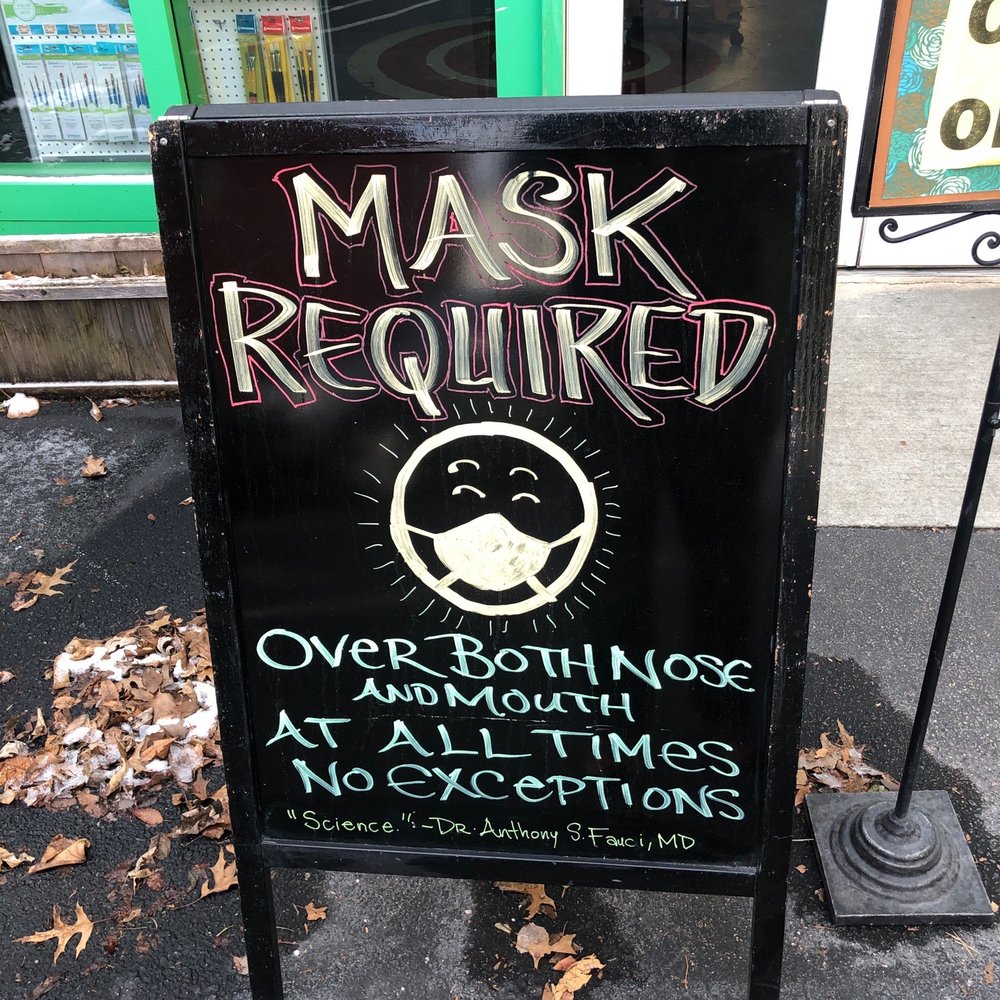 MASK
REQUIRED
OVER BOTH NOSE
AND MOUTH
AT ALL TIMES
NO EXCEPTIONS
"Science." -Dr. Anthony S. Fauci, MD